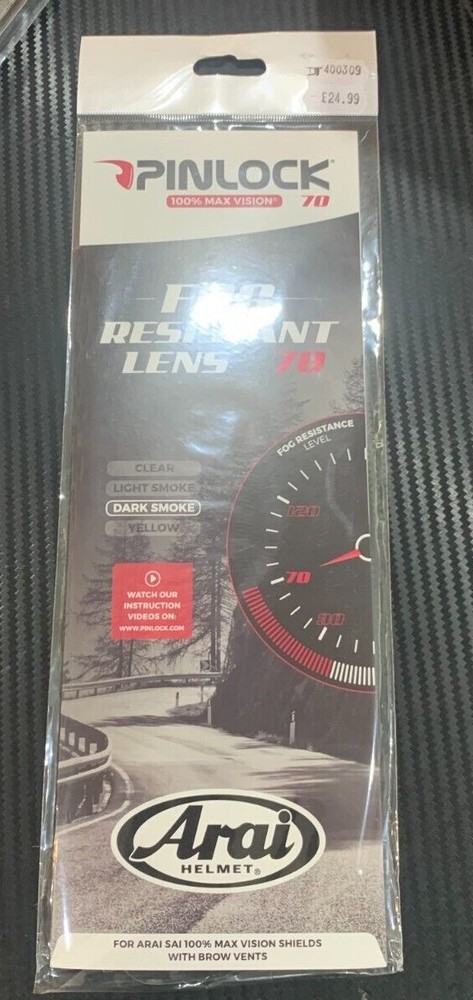 DT400309
£24.99
PINLOCK®
100% MAX VISION® 70
FOG
RESISTANT
LENS 70
FOG RESISTANCE
LEVEL
CLEAR
LIGHT SMOKE
DARK SMOKE
YELLOW
120
70
30
WATCH OUR
INSTRUCTION
VIDEOS ON:
WWW.PINLOCK.COM
Arai
HELMET®
FOR ARAI SAI 100% MAX VISION SHIELDS
WITH BROW VENTS